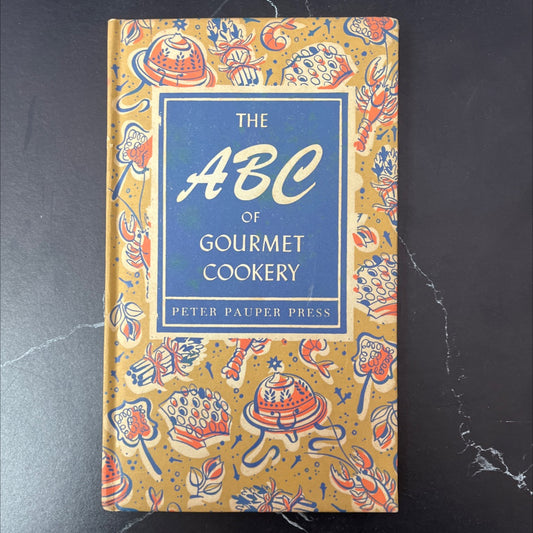 THE
ABC
OF
GOURMET
COOKERY
PETER PAUPER PRESS